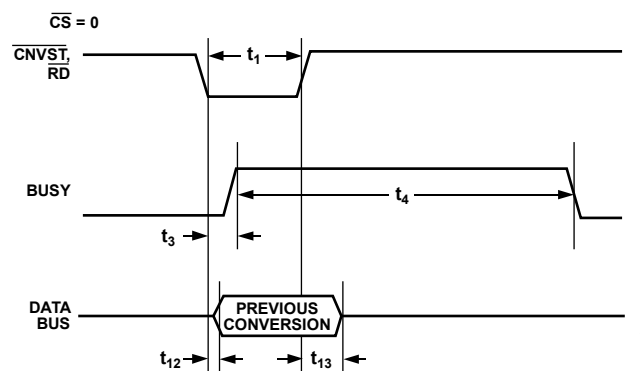 CS = 0
CNVST,
RD
t1
BUSY
t4
t3
DATA
BUS
PREVIOUS
CONVERSION
t12
t13